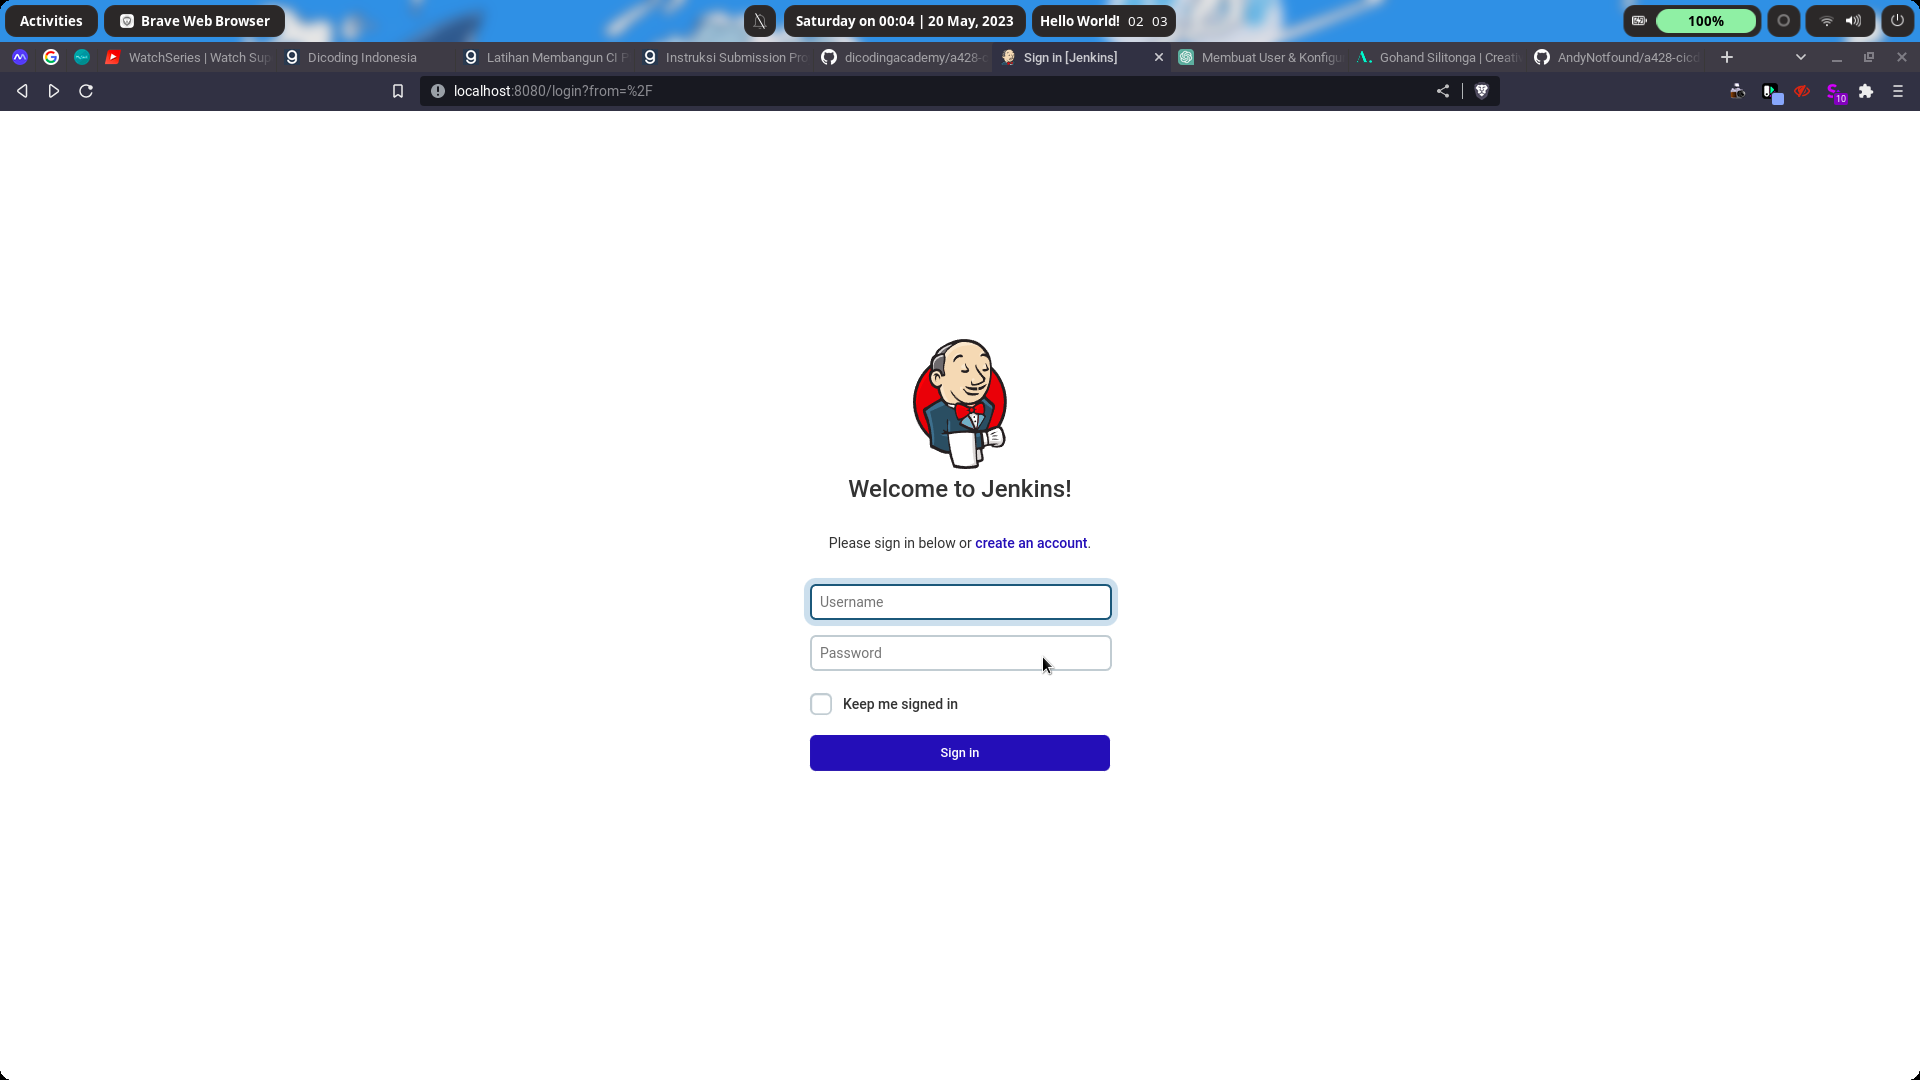 Activities
Brave Web Browser
Saturday on 00:04 | 20 May, 2023
Hello World! 02 03
100%
WatchSeries | Watch Sup
Dicoding Indonesia
Latihan Membangun CI P
Instruksi Submission Pro
dicodingacademy/a428-c
Sign in [Jenkins]
Membuat User & Konfigu
Gohand Silitonga | Creati
AndyNotfound/a428-cicd
localhost:8080/login?from=%2F
10
Welcome to Jenkins!
Please sign in below or create an account.
Username
Password
Keep me signed in
Sign in